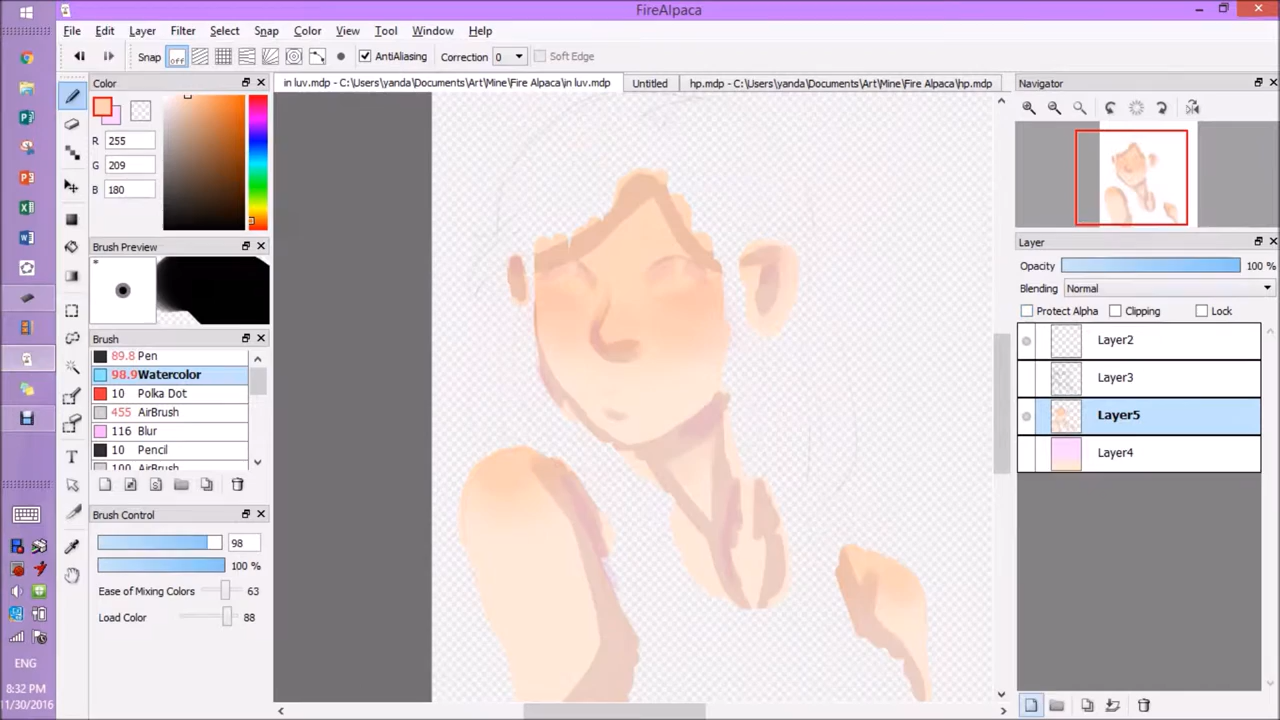 FireAlpaca
File Edit Layer Filter Select Snap Color View Tool Window Help
Snap off AntiAliasing Correction 0 Soft Edge
Color
in luv.mdp - C:\Users\yanda\Documents\Art\Mine\Fire Alpaca\in luv.mdp
Untitled
hp.mdp - C:\Users\yanda\Documents\Art\Mine\Fire Alpaca\hp.mdp
Navigator
R 255
G 209
B 180
Brush Preview
Brush
89.8 Pen
98.9 Watercolor
10 Polka Dot
455 AirBrush
116 Blur
10 Pencil
100 AirBrush
Brush Control
98
100 %
Ease of Mixing Colors 63
Load Color 88
Layer
Opacity 100 %
Blending Normal
Protect Alpha Clipping Lock
Layer2
Layer3
Layer5
Layer4
ENG
8:32 PM
11/30/2016